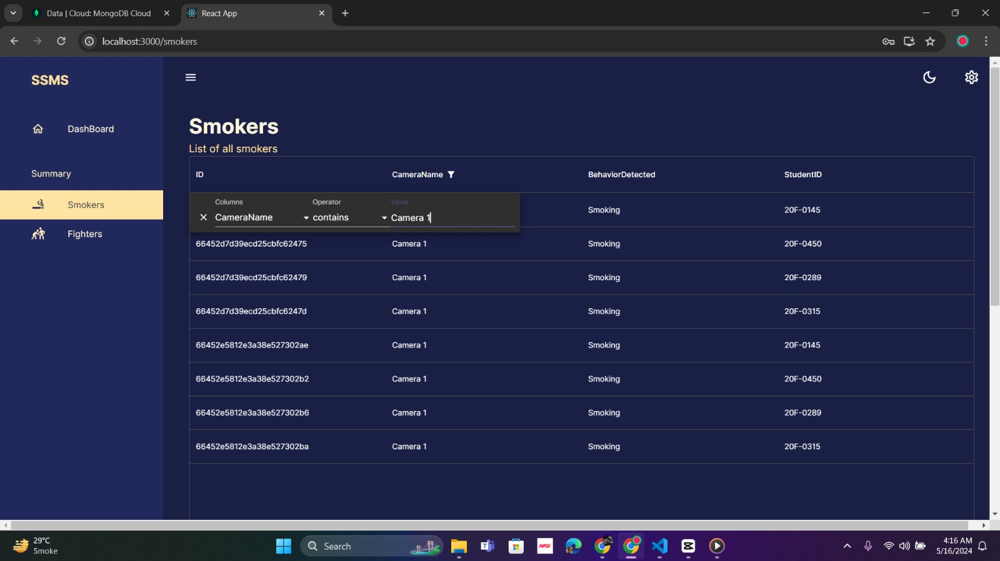 Data | Cloud: MongoDB Cloud
React App
localhost:3000/smokers
SSMS
DashBoard
Summary
Smokers
Fighters
Smokers
List of all smokers
ID CameraName BehaviorDetected StudentID
Columns Operator Value
CameraName contains Camera 1
Smoking 20F-0145
66452d7d39ecd25cbfc62475 Camera 1 Smoking 20F-0450
66452d7d39ecd25cbfc62479 Camera 1 Smoking 20F-0289
66452d7d39ecd25cbfc6247d Camera 1 Smoking 20F-0315
66452e5812e3a38e527302ae Camera 1 Smoking 20F-0145
66452e5812e3a38e527302b2 Camera 1 Smoking 20F-0450
66452e5812e3a38e527302b6 Camera 1 Smoking 20F-0289
66452e5812e3a38e527302ba Camera 1 Smoking 20F-0315
29°C
Smoke
Search
NFS
4:16 AM
5/16/2024